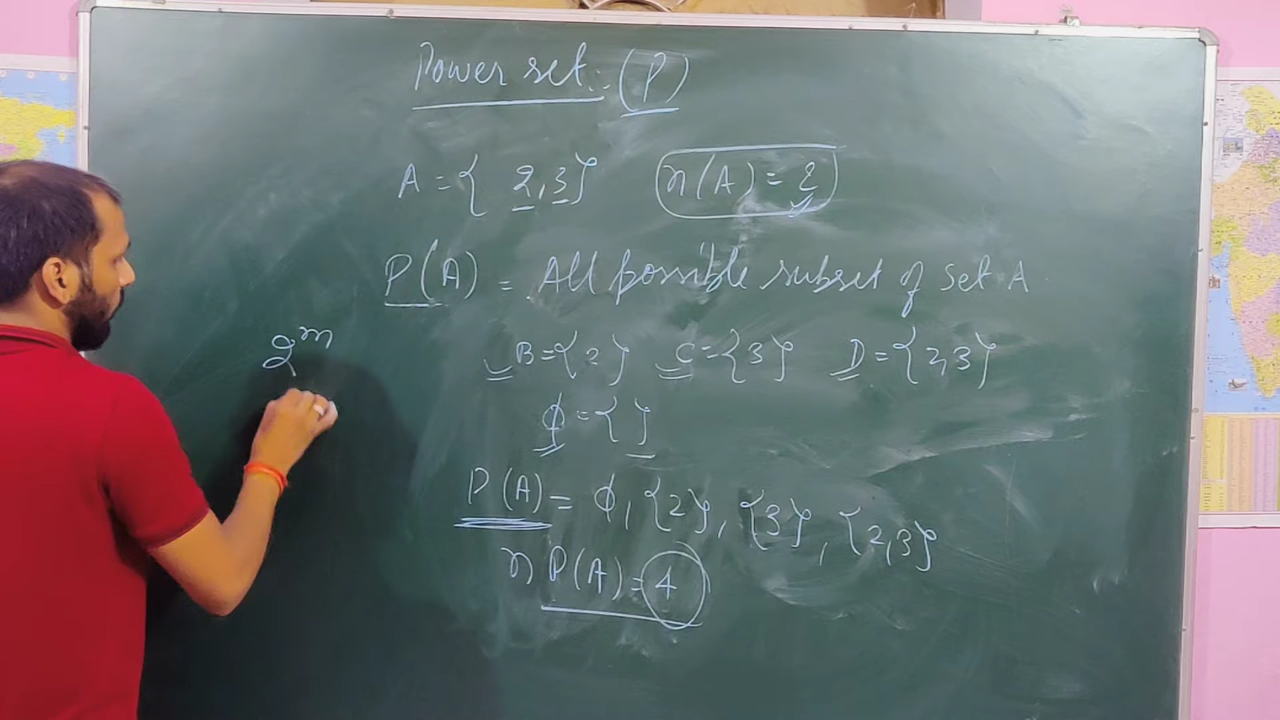 Power set :- (P)
A = { 2, 3} n(A) = 2
P(A) = All possible subset of set A
B = {2} C = {3} D = {2,3}
2^m
ϕ = { }
P(A) = ϕ, {2}, {3}, {2,3}
n P(A) = 4